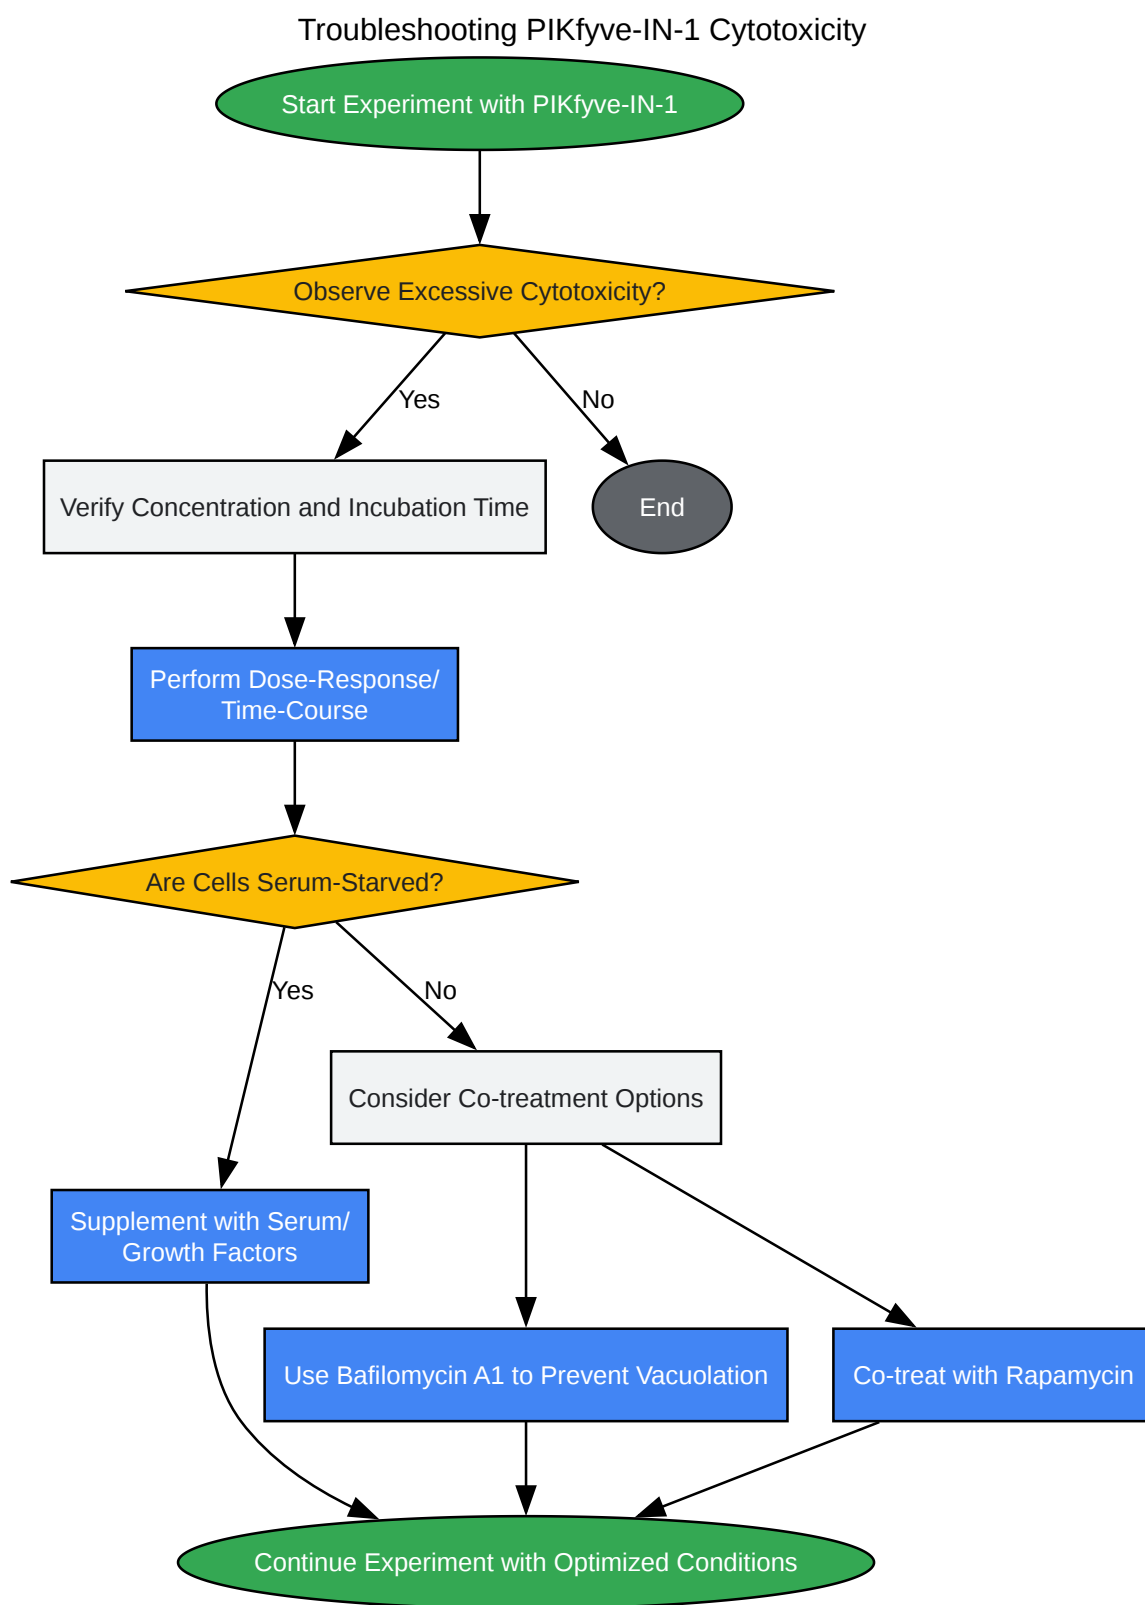 Troubleshooting PIKfyve-IN-1 Cytotoxicity
Start Experiment with PIKfyve-IN-1
Observe Excessive Cytotoxicity?
Yes
No
Verify Concentration and Incubation Time
End
Perform Dose-Response/
Time-Course
Are Cells Serum-Starved?
Yes
No
Consider Co-treatment Options
Supplement with Serum/
Growth Factors
Use Bafilomycin A1 to Prevent Vacuolation
Co-treat with Rapamycin
Continue Experiment with Optimized Conditions